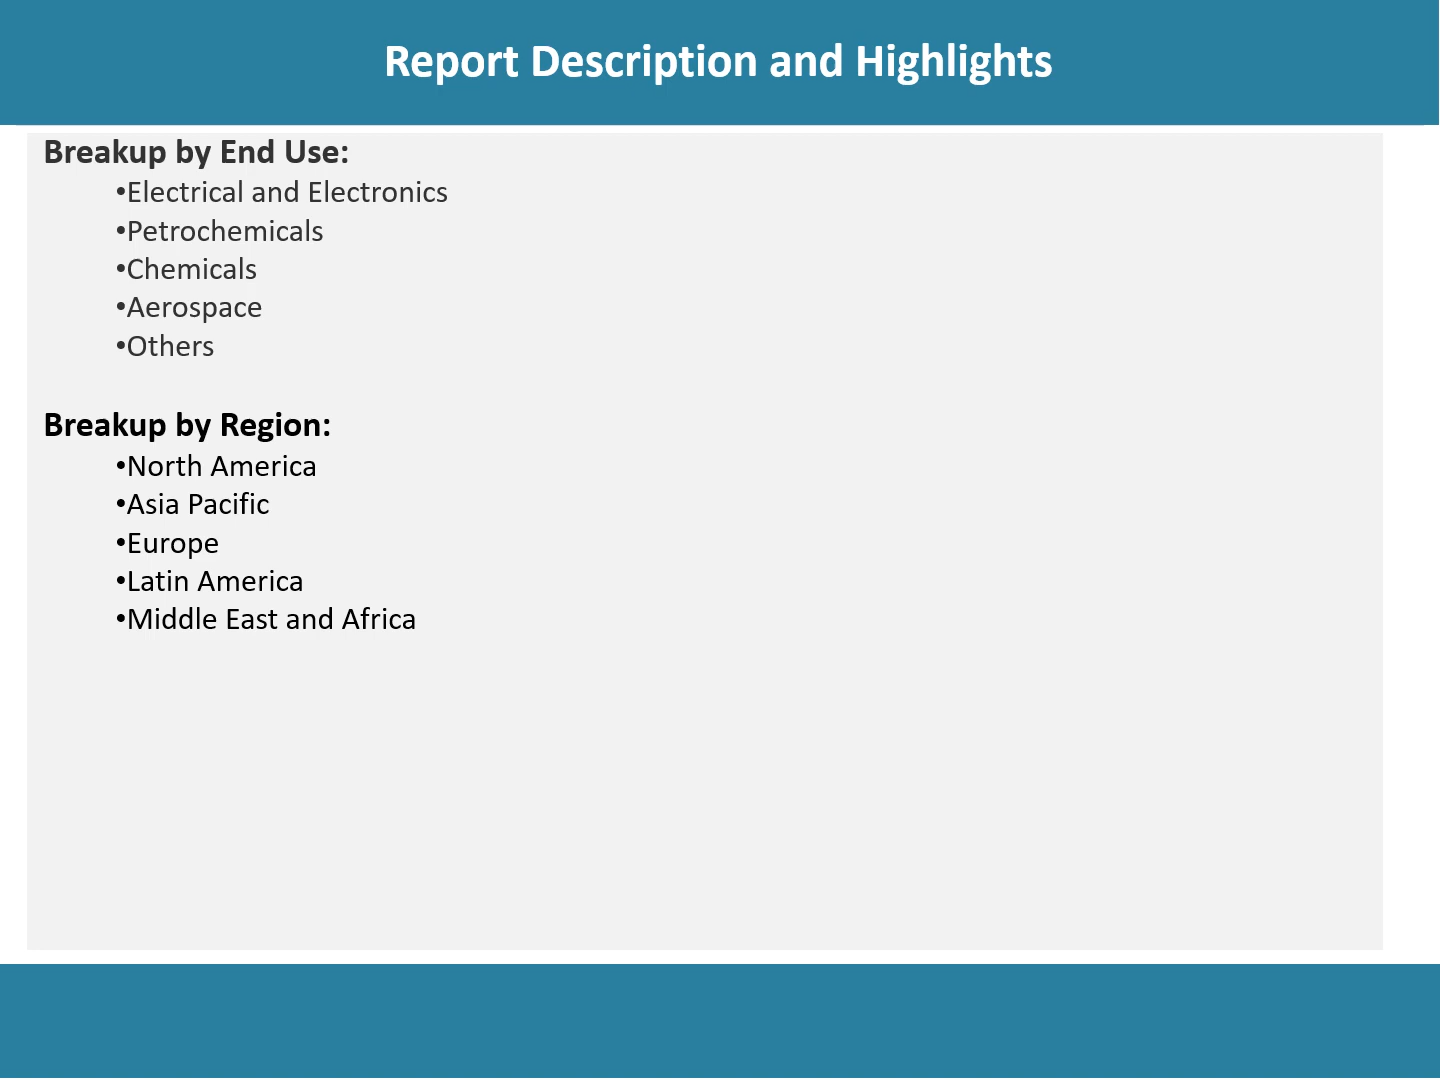 Report Description and Highlights
Breakup by End Use:
•Electrical and Electronics
•Petrochemicals
•Chemicals
•Aerospace
•Others
Breakup by Region:
•North America
•Asia Pacific
•Europe
•Latin America
•Middle East and Africa